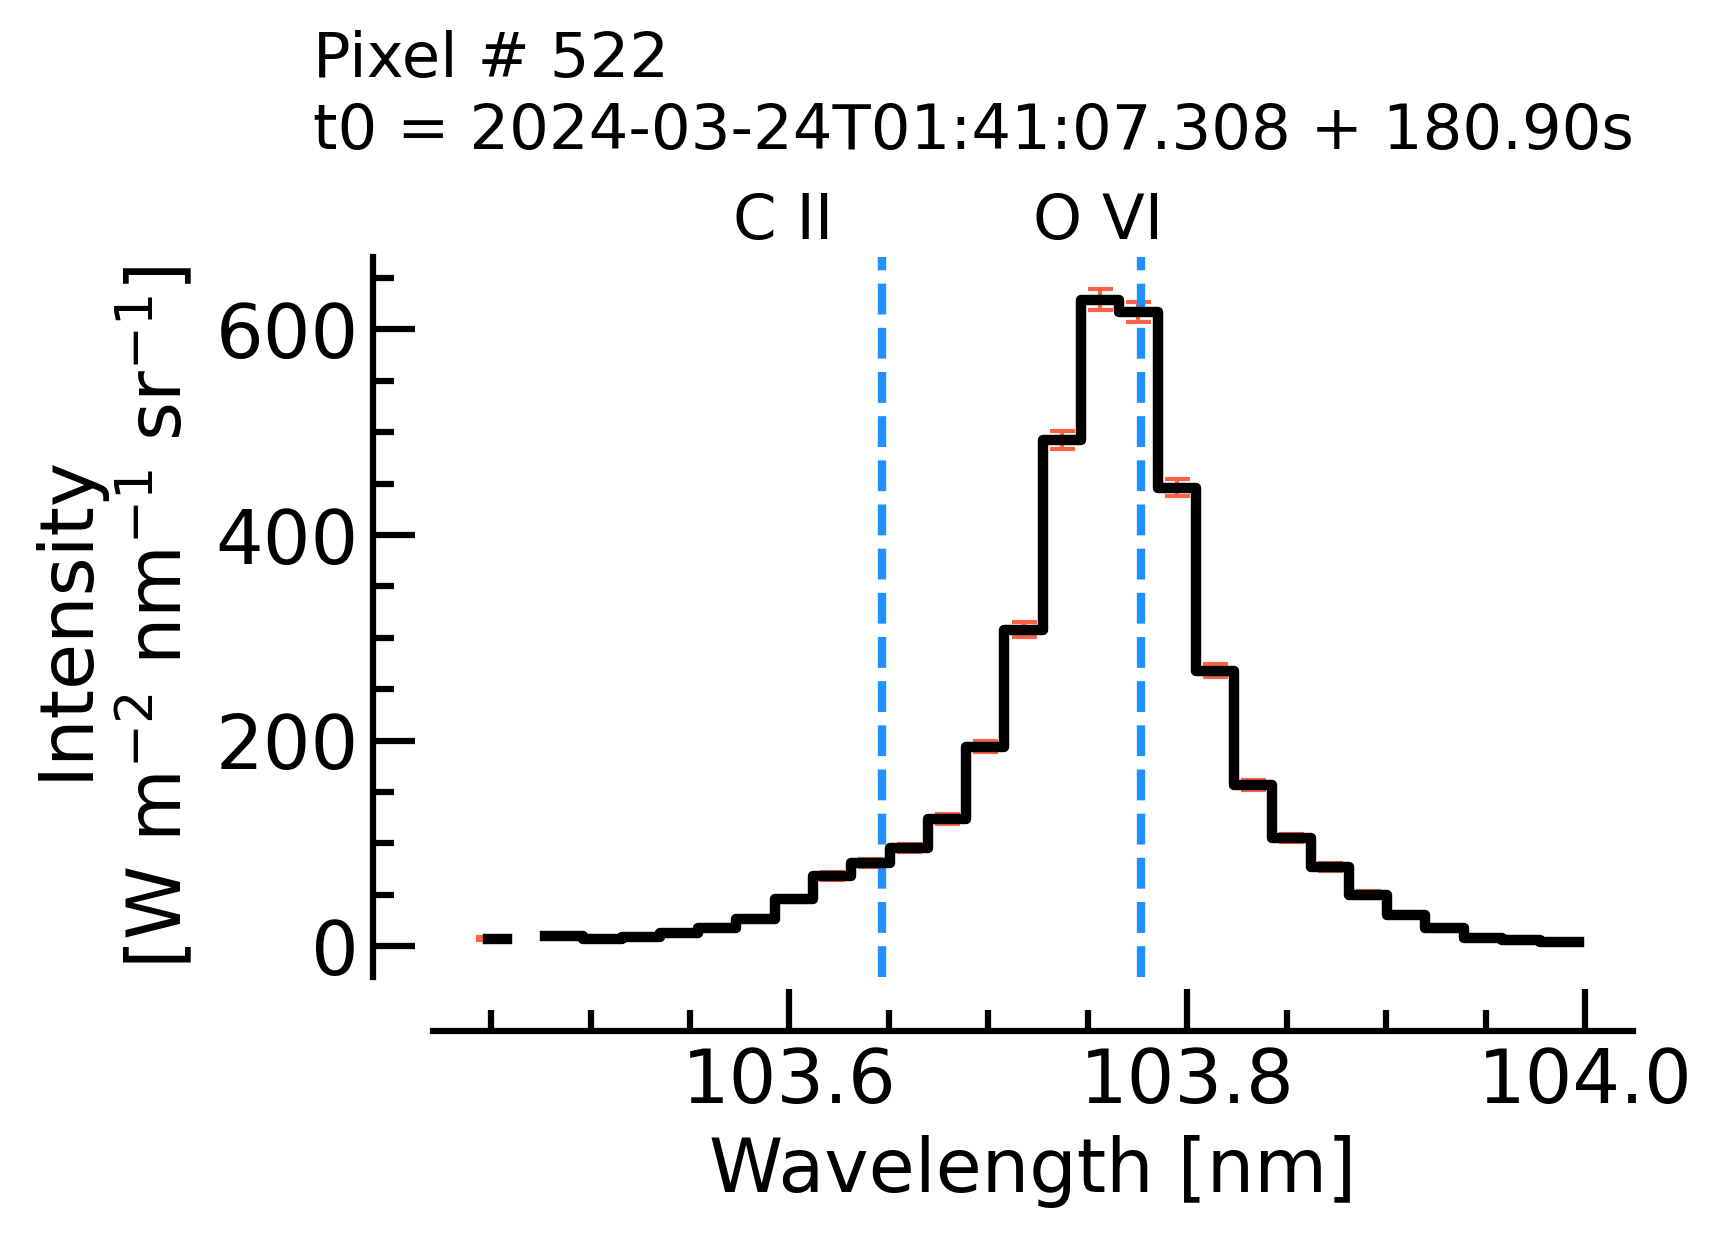 Pixel # 522
t0 = 2024-03-24T01:41:07.308 + 180.90s
C II O VI
Intensity
[W m⁻² nm⁻¹ sr⁻¹]
600
400
200
0
103.6 103.8 104.0
Wavelength [nm]